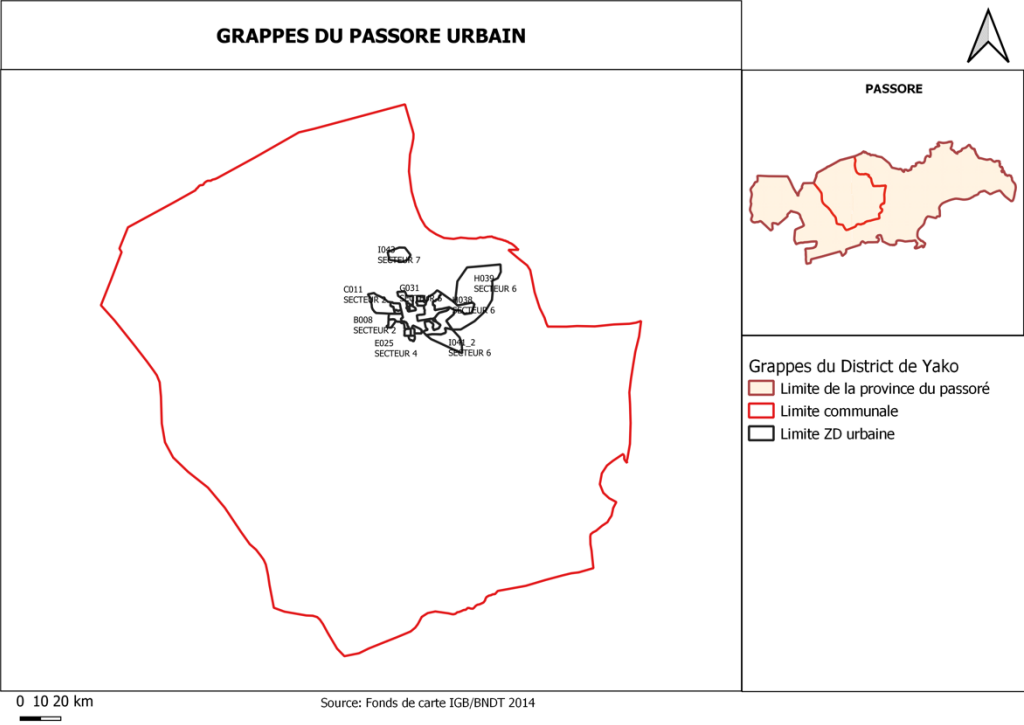 GRAPPES DU PASSORE URBAIN
PASSORE
I043
SECTEUR 7
H039
SECTEUR 6
C011
SECTEUR 2
G031
H038
SECTEUR 6
B008
SECTEUR 2
E025
SECTEUR 4
I041_2
SECTEUR 6
Grappes du District de Yako
Limite de la province du passoré
Limite communale
Limite ZD urbaine
0 10 20 km
Source: Fonds de carte IGB/BNDT 2014